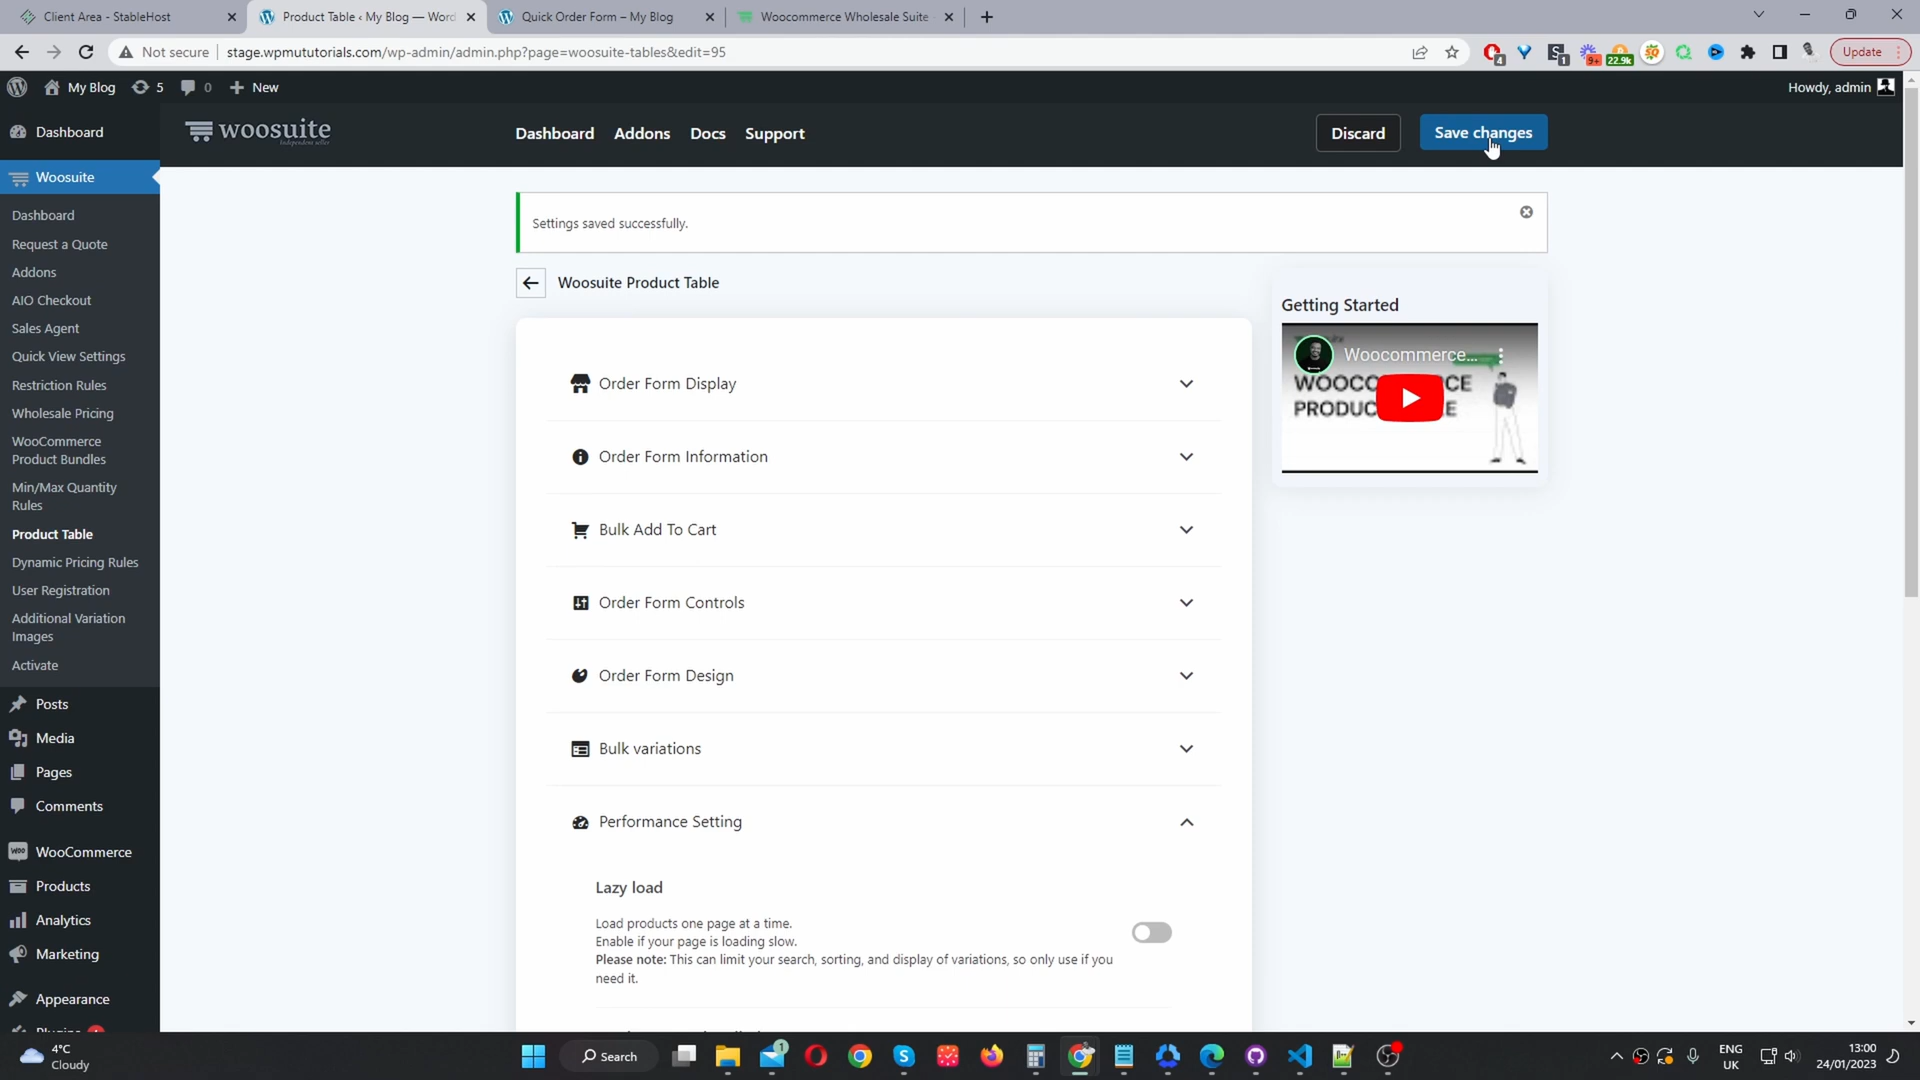 Client Area - StableHost
Product Table ‹ My Blog — Word
Quick Order Form – My Blog
Woocommerce Wholesale Suite
Not secure
stage.wpmututorials.com/wp-admin/admin.php?page=woosuite-tables&edit=95
4
1
9+
22.9k
Update
My Blog
5
0
New
Howdy, admin
Dashboard
woosuite
Independent seller
Dashboard
Addons
Docs
Support
Discard
Save changes
Woosuite
Dashboard
Request a Quote
Addons
AIO Checkout
Sales Agent
Quick View Settings
Restriction Rules
Wholesale Pricing
WooCommerce
Product Bundles
Min/Max Quantity
Rules
Product Table
Dynamic Pricing Rules
User Registration
Additional Variation
Images
Activate
Posts
Media
Pages
Comments
WooCommerce
Products
Analytics
Marketing
Appearance
Settings saved successfully.
Woosuite Product Table
Order Form Display
Order Form Information
Bulk Add To Cart
Order Form Controls
Order Form Design
Bulk variations
Performance Setting
Lazy load
Load products one page at a time.
Enable if your page is loading slow.
Please note: This can limit your search, sorting, and display of variations, so only use if you
need it.
Getting Started
Woocommerce...
4°C
Cloudy
Search
1
ENG
UK
13:00
24/01/2023